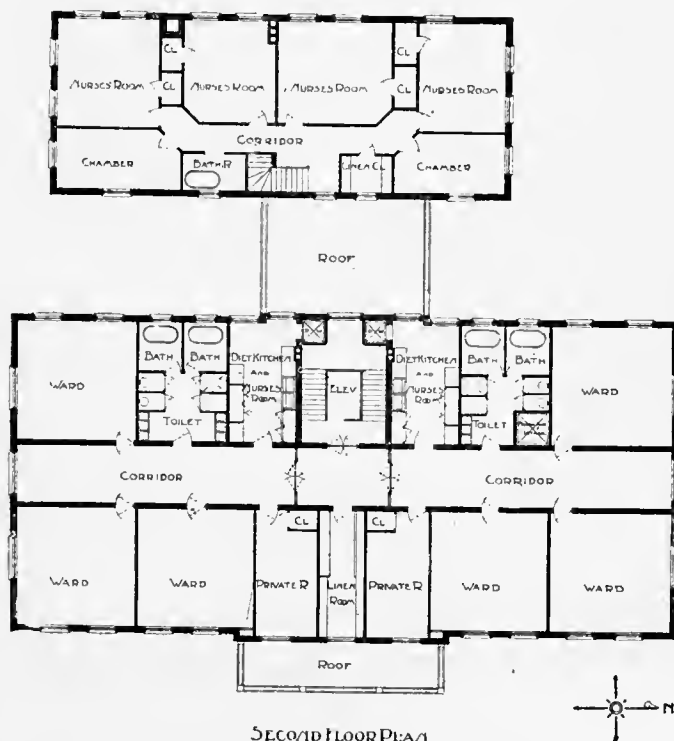 CL
CL
NURSES ROOM
NURSES ROOM
NURSES ROOM
NURSES ROOM
CL
CL
CORRIDOR
CHAMBER
BATH R
LINEN CL
CHAMBER
ROOF
WARD
BATH
BATH
DIET KITCHEN
AND
NURSES
ROOM
TOILET
ELEV
DIET KITCHEN
AND
NURSES
ROOM
BATH
BATH
TOILET
WARD
CORRIDOR
CORRIDOR
WARD
WARD
CL
PRIVATE R
LINEN
ROOM
CL
PRIVATE R
WARD
WARD
ROOF
N
SECOND FLOOR PLAN